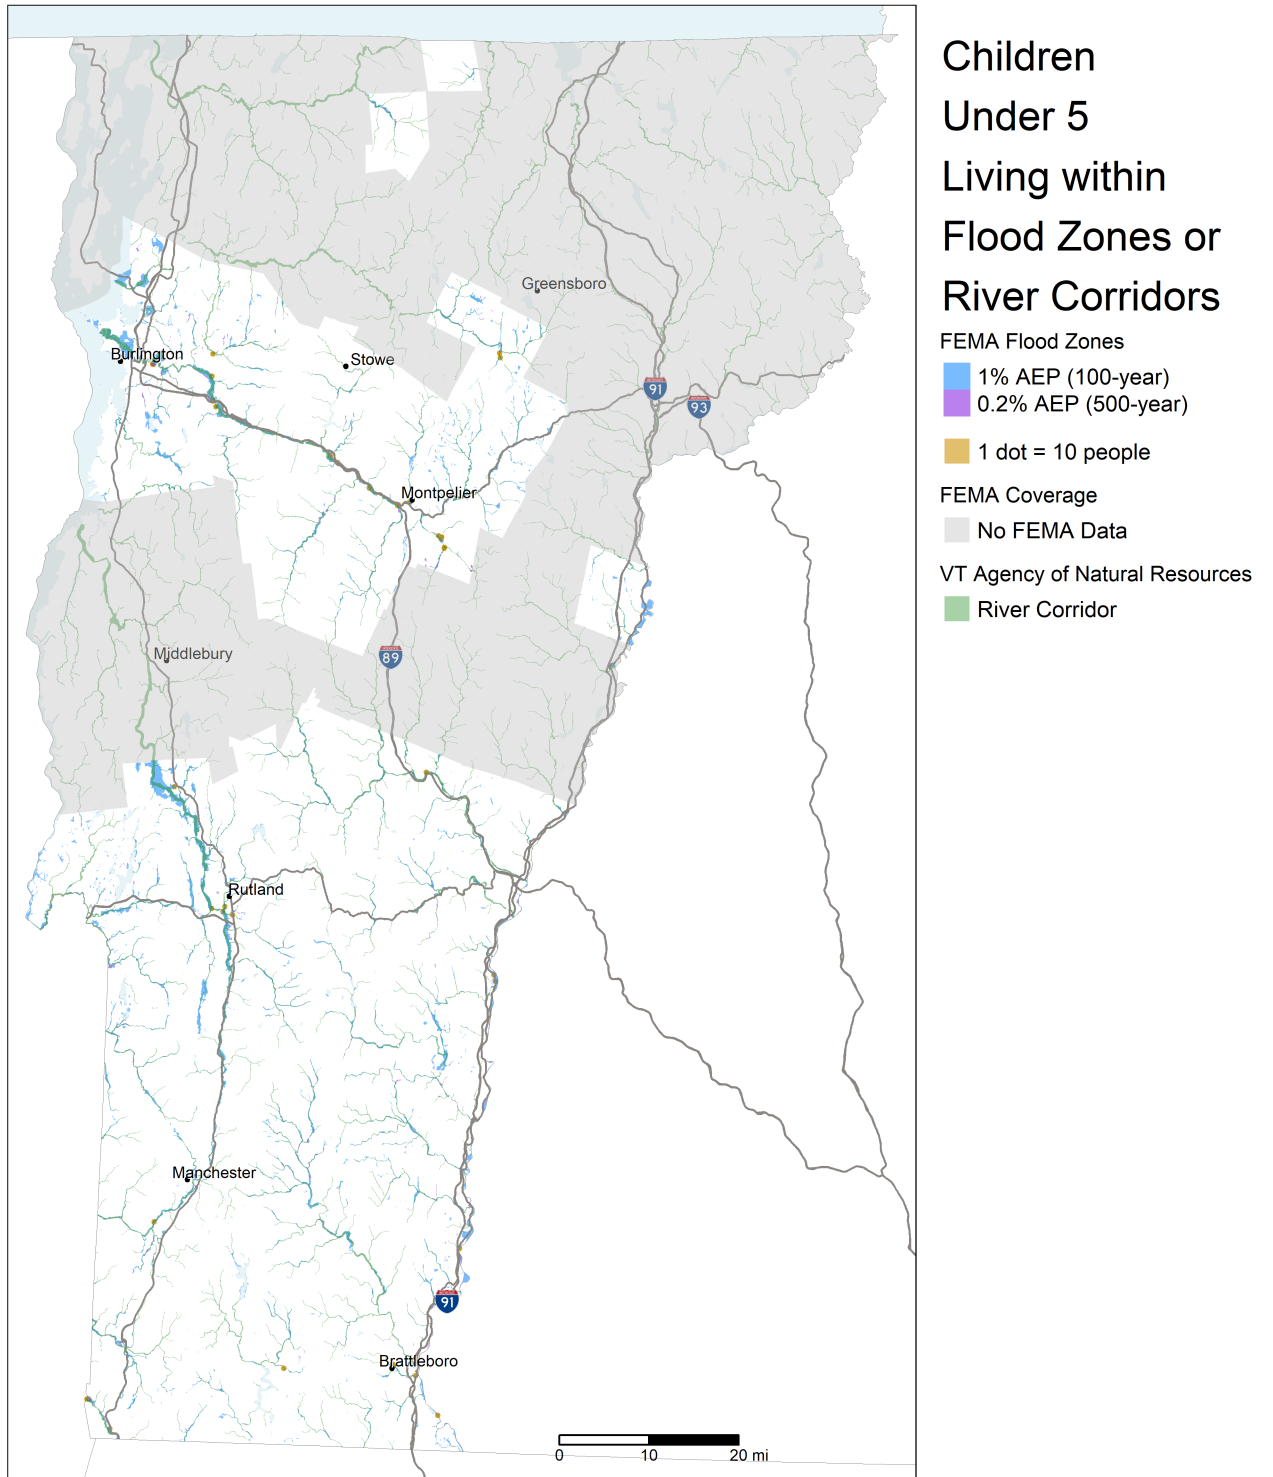 Children
Under 5
Living within
Flood Zones or
River Corridors
FEMA Flood Zones
1% AEP (100-year)
0.2% AEP (500-year)
1 dot = 10 people
FEMA Coverage
No FEMA Data
VT Agency of Natural Resources
River Corridor
Greensboro
Burlington
Stowe
91
93
Montpelier
Middlebury
89
Rutland
Manchester
91
Brattleboro
0 10 20 mi